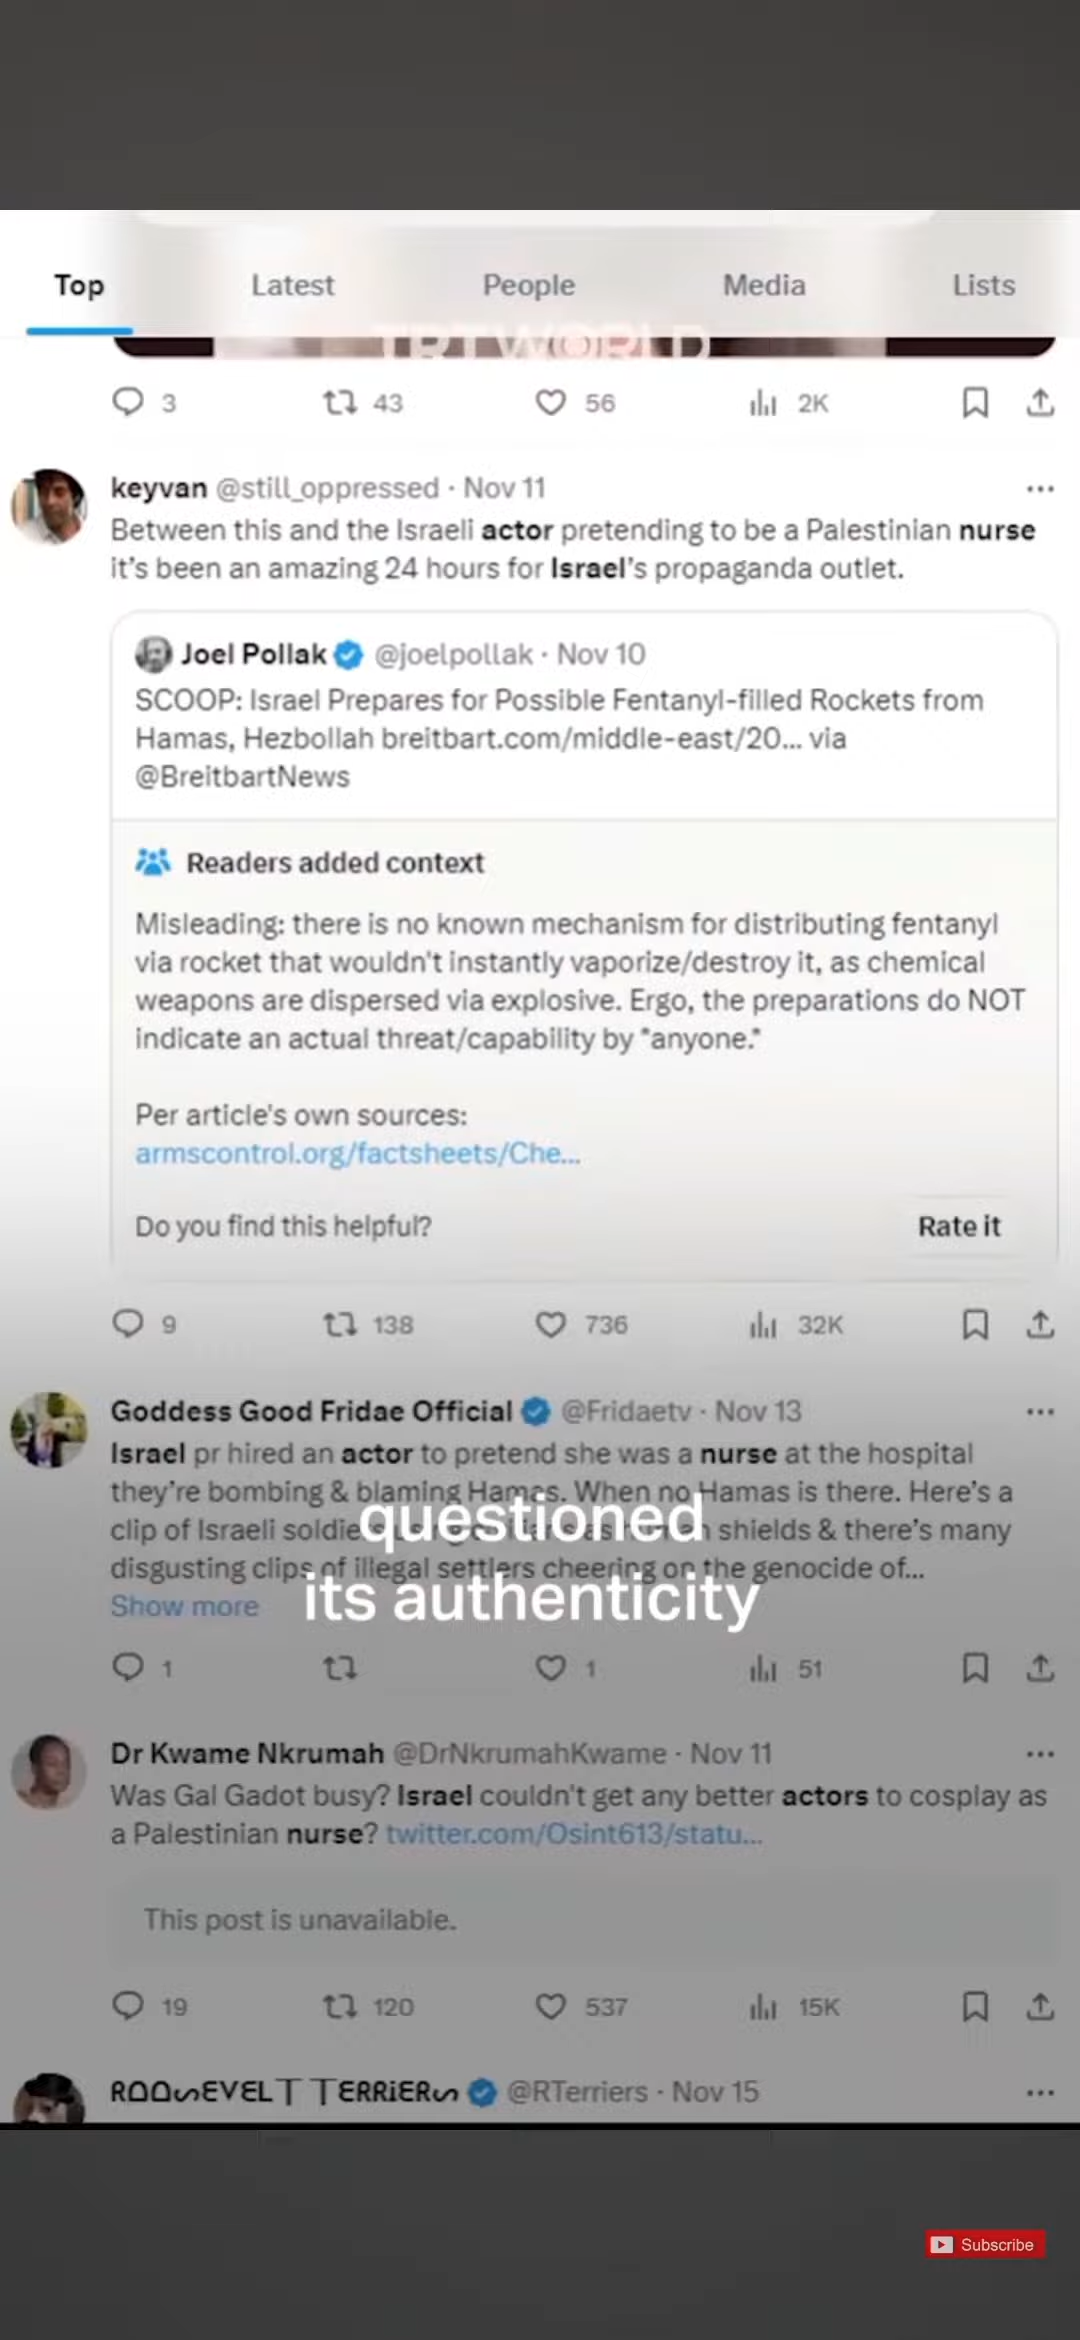 Top Latest People Media Lists
TRT WORLD
3 43 56 2K
keyvan @still_oppressed · Nov 11
Between this and the Israeli actor pretending to be a Palestinian nurse
it's been an amazing 24 hours for Israel's propaganda outlet.
Joel Pollak @joelpollak · Nov 10
SCOOP: Israel Prepares for Possible Fentanyl-filled Rockets from
Hamas, Hezbollah breitbart.com/middle-east/20... via
@BreitbartNews
Readers added context
Misleading: there is no known mechanism for distributing fentanyl
via rocket that wouldn't instantly vaporize/destroy it, as chemical
weapons are dispersed via explosive. Ergo, the preparations do NOT
indicate an actual threat/capability by "anyone."
Per article's own sources:
armscontrol.org/factsheets/Che...
Do you find this helpful? Rate it
9 138 736 32K
Goddess Good Fridae Official @Fridaetv · Nov 13
Israel pr hired an actor to pretend she was a nurse at the hospital
they're bombing & blaming Hamas. When no Hamas is there. Here's a
clip of Israeli shields & there's many
disgusting clips of illegal settlers cheering on the genocide of...
Show more
questioned
its authenticity
1 1 51
Dr Kwame Nkrumah @DrNkrumahKwame · Nov 11
Was Gal Gadot busy? Israel couldn't get any better actors to cosplay as
a Palestinian nurse? twitter.com/Osint613/statu...
This post is unavailable.
19 120 537 15K
ROOSEVELT TERRiERS @RTerriers · Nov 15
Subscribe